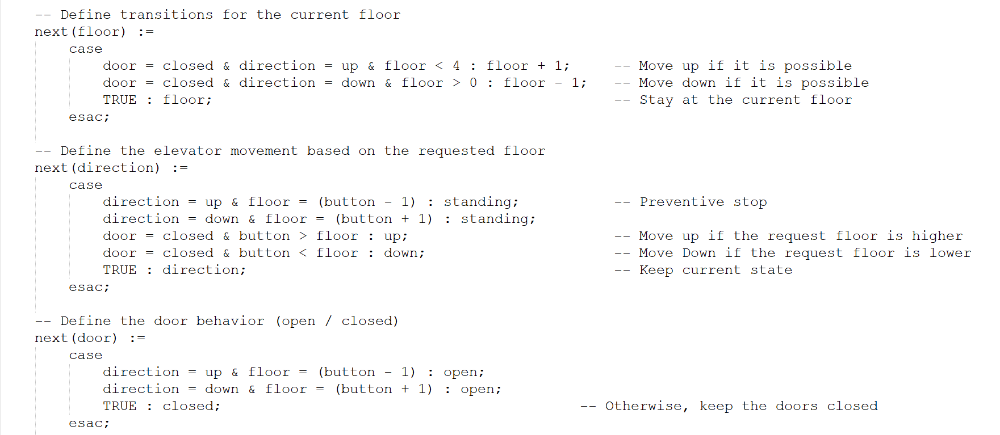 -- Define transitions for the current floor
next(floor) :=
case
door = closed & direction = up & floor < 4 : floor + 1; -- Move up if it is possible
door = closed & direction = down & floor > 0 : floor - 1; -- Move down if it is possible
TRUE : floor; -- Stay at the current floor
esac;
-- Define the elevator movement based on the requested floor
next(direction) :=
case
direction = up & floor = (button - 1) : standing; -- Preventive stop
direction = down & floor = (button + 1) : standing;
door = closed & button > floor : up; -- Move up if the request floor is higher
door = closed & button < floor : down; -- Move Down if the request floor is lower
TRUE : direction; -- Keep current state
esac;
-- Define the door behavior (open / closed)
next(door) :=
case
direction = up & floor = (button - 1) : open;
direction = down & floor = (button + 1) : open;
TRUE : closed; -- Otherwise, keep the doors closed
esac;